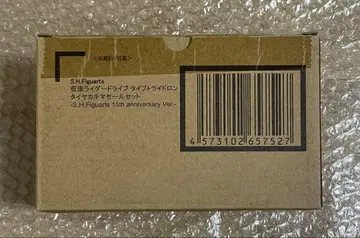 S.H.Figuarts
仮面ライダードライブ タイプトライドロン
タイヤカキマゼールセット
-S.H.Figuarts 15th anniversary Ver.-
4 573102 657527